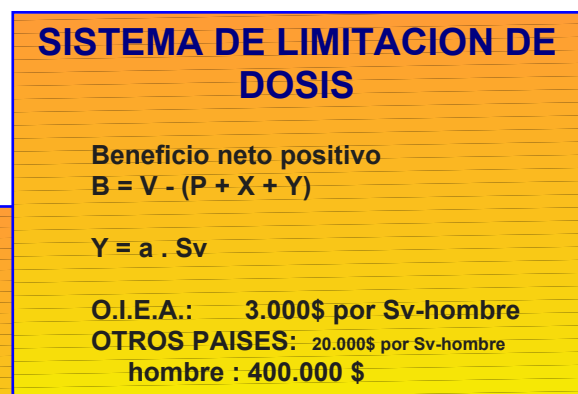 SISTEMA DE LIMITACION DE
DOSIS
Beneficio neto positivo
B = V - (P + X + Y)
Y = a . Sv
O.I.E.A.: 3.000$ por Sv-hombre
OTROS PAISES: 20.000$ por Sv-hombre
hombre : 400.000 $